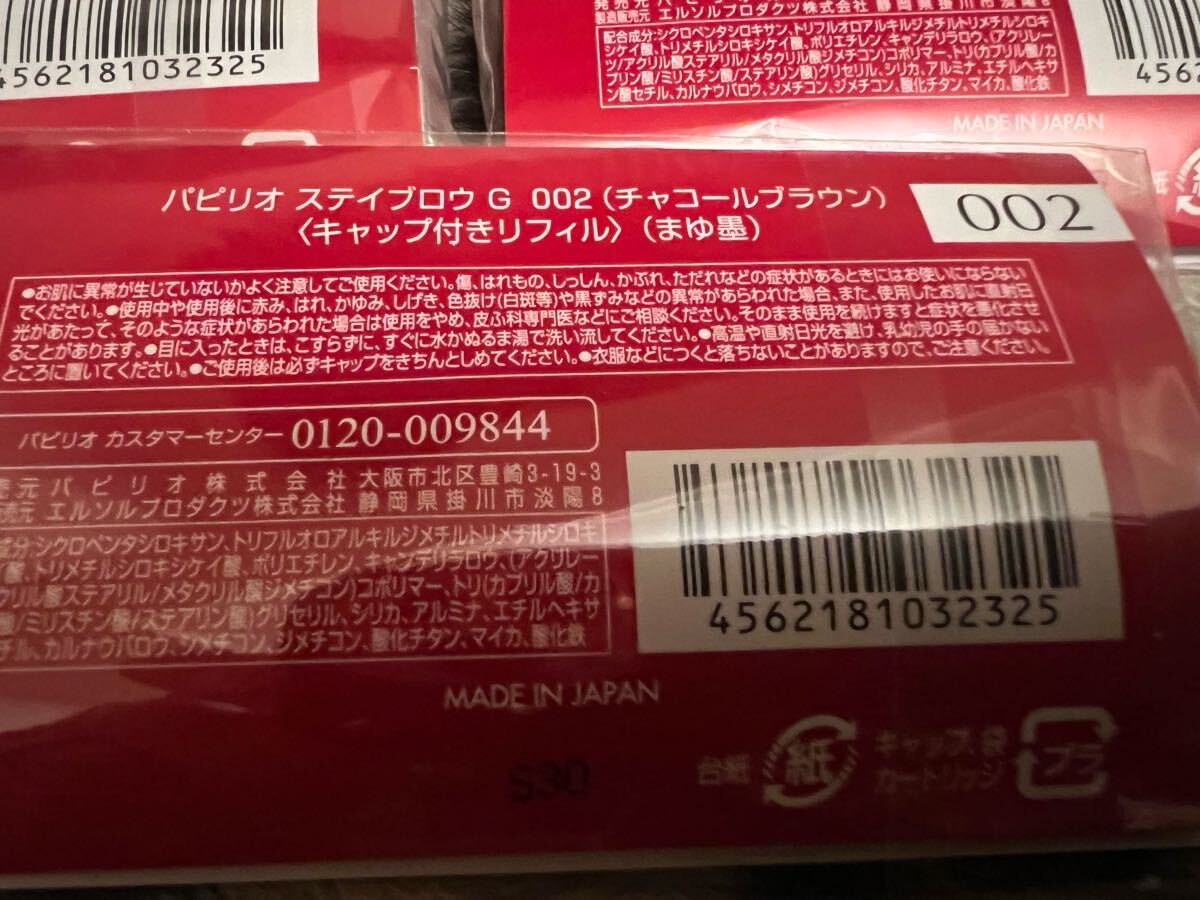 4562181032325
製造販売元 エルソルプロダクツ株式会社 静岡県掛川市淡陽8
配合成分:シクロペンタシロキサン、トリフルオロアルキルジメチルトリメチルシロキ
シケイ酸、トリメチルシロキシケイ酸、ポリエチレン、キャンデリラロウ、(アクリレー
ツ/アクリル酸ステアリル/メタクリル酸ジメチコン)コポリマー、トリ(カプリル酸/カ
プリン酸/ミリスチン酸/ステアリン酸)グリセリル、シリカ、アルミナ、エチルヘキサ
ン酸セチル、カルナウバロウ、シメチコン、ジメチコン、酸化チタン、マイカ、酸化鉄
MADE IN JAPAN
456
パピリオ ステイブロウ G 002(チャコールブラウン)
〈キャップ付きリフィル〉(まゆ墨)
002
●お肌に異常が生じていないかよく注意してご使用ください。傷、はれもの、しっしん、かぶれ、ただれなどの症状があるときにはお使いにならない
でください。●使用中や使用後に赤み、はれ、かゆみ、しげき、色抜け(白斑等)や黒ずみなどの異常があらわれた場合、また、使用したお肌に直射日
光があたって、そのような症状があらわれた場合は使用をやめ、皮ふ科専門医などにご相談ください。そのまま使用を続けますと症状を悪化させ
ることがあります。●目に入ったときは、こすらずに、すぐに水かぬるま湯で洗い流してください。●高温や直射日光を避け、乳幼児の手の届かない
ところに置いてください。●ご使用後は必ずキャップをきちんとしめてください。●衣服などにつくと落ちないことがありますので、ご注意ください。
パピリオ カスタマーセンター 0120-009844
売元 パピリオ株式会社 大阪市北区豊崎3-19-3
売元 エルソルプロダクツ株式会社 静岡県掛川市淡陽8
成分:シクロペンタシロキサン、トリフルオロアルキルジメチルトリメチルシロキ
イ酸、トリメチルシロキシケイ酸、ポリエチレン、キャンデリラロウ、(アクリレー
クリル酸ステアリル/メタクリル酸ジメチコン)コポリマー、トリ(カプリル酸/カ
酸/ミリスチン酸/ステアリン酸)グリセリル、シリカ、アルミナ、エチルヘキサ
チル、カルナウバロウ、シメチコン、ジメチコン、酸化チタン、マイカ、酸化鉄
4562181032325
MADE IN JAPAN
S30
台紙 紙 キャップ 袋 カートリッジ プラ